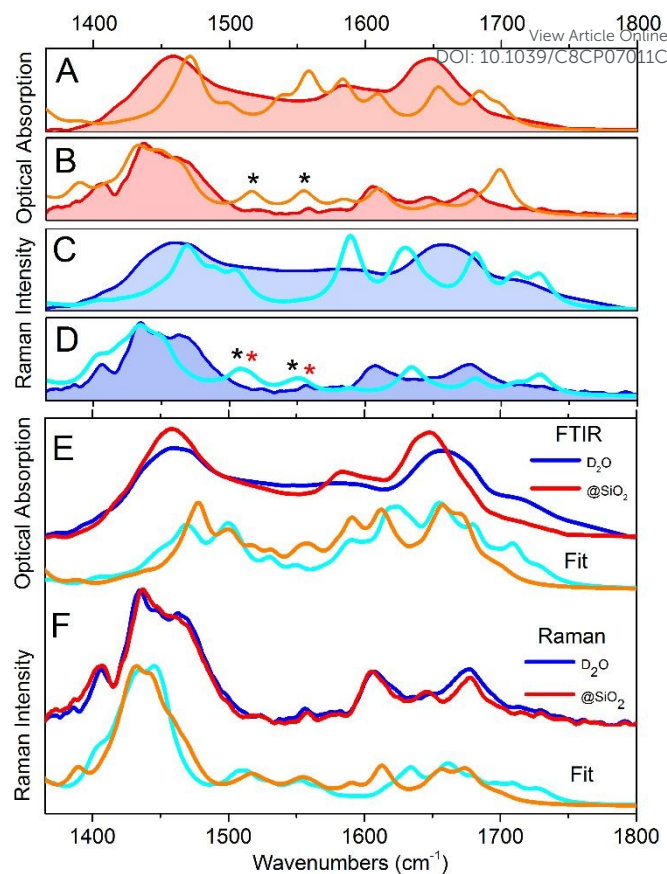 1400 1500 1600 1700 1800
View Article Online
DOI: 10.1039/C8CP07011C
A
Optical Absorption
B
* *
C
Raman Intensity
D
* * * *
E
FTIR
D₂O
@SiO₂
Optical Absorption
Fit
F
Raman
D₂O
@SiO₂
Raman Intensity
Fit
1400 1500 1600 1700 1800
Wavenumbers (cm⁻¹)